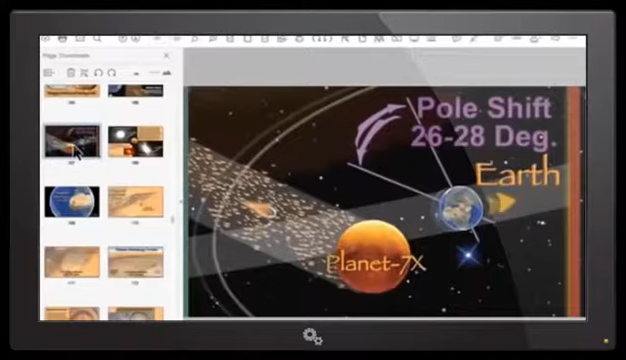 Page Thumbnails
Pole Shift
26-28 Deg.
Earth
Planet-7X